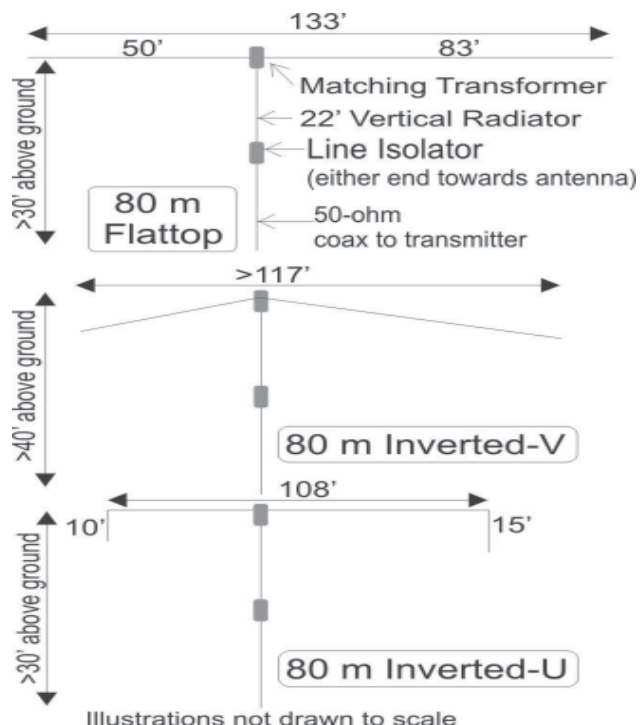 133’
50’ 83’
Matching Transformer
22’ Vertical Radiator
Line Isolator
(either end towards antenna)
50-ohm
coax to transmitter
>30’ above ground
80 m
Flattop
>117’
>40’ above ground
80 m Inverted-V
108’
10’ 15’
>30’ above ground
80 m Inverted-U
Illustrations not drawn to scale